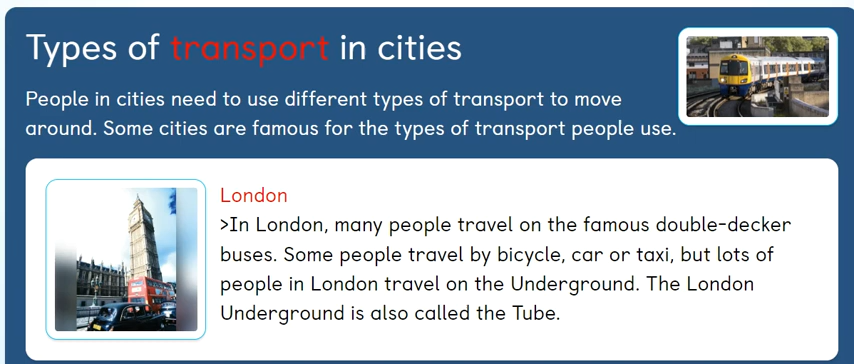 Types of transport in cities
People in cities need to use different types of transport to move
around. Some cities are famous for the types of transport people use.
London
>In London, many people travel on the famous double-decker
buses. Some people travel by bicycle, car or taxi, but lots of
people in London travel on the Underground. The London
Underground is also called the Tube.